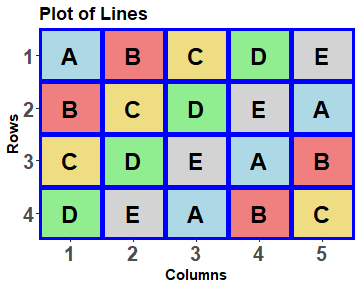 Plot of Lines
Rows
1 A B C D E
2 B C D E A
3 C D E A B
4 D E A B C
1 2 3 4 5
Columns